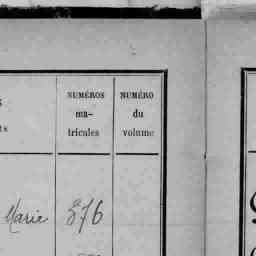 NUMÉROS
ma-
tricules
NUMÉRO
du
volume
Marie 876